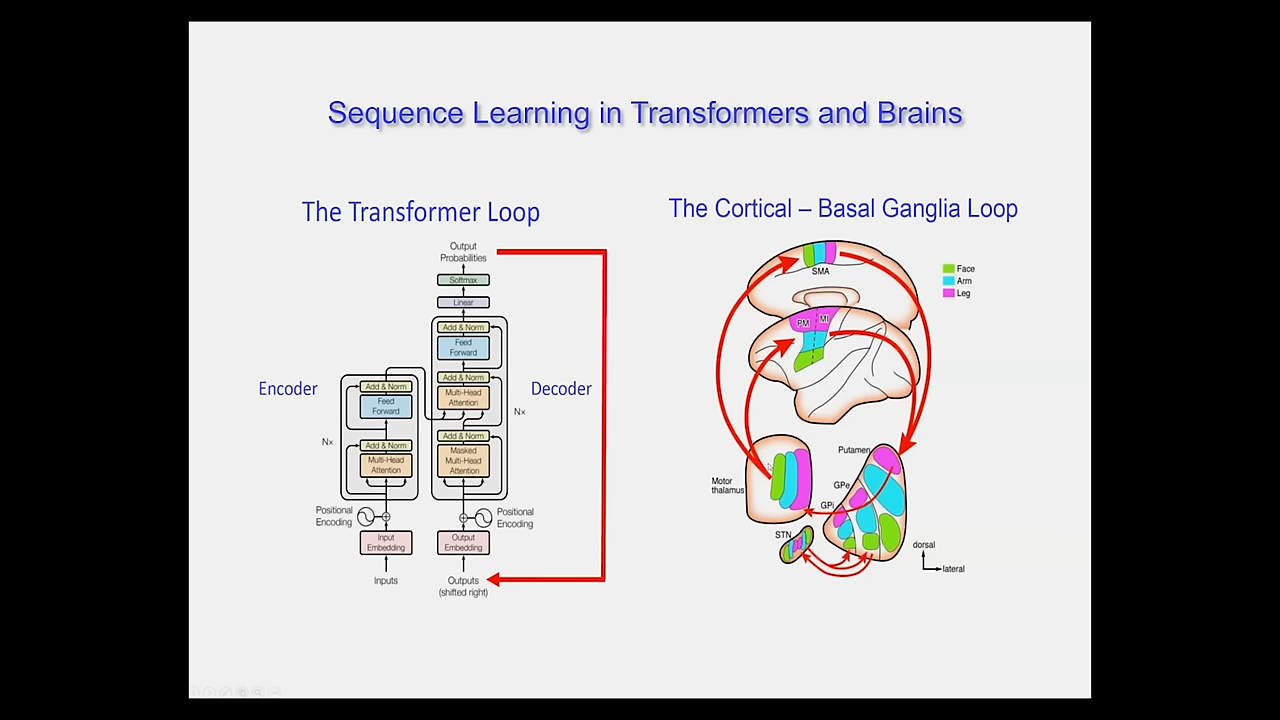 Sequence Learning in Transformers and Brains
The Transformer Loop
Output
Probabilities
Softmax
Linear
Add & Norm
Feed
Forward
Add & Norm
Multi-Head
Attention
Add & Norm
Masked
Multi-Head
Attention
Nx
Decoder
Encoder
Add & Norm
Feed
Forward
Nx
Add & Norm
Multi-Head
Attention
Positional
Encoding
Positional
Encoding
Input
Embedding
Output
Embedding
Inputs
Outputs
(shifted right)
The Cortical – Basal Ganglia Loop
SMA
Face
Arm
Leg
PM
MI
Putamen
Motor
thalamus
GPe
GPi
STN
dorsal
lateral